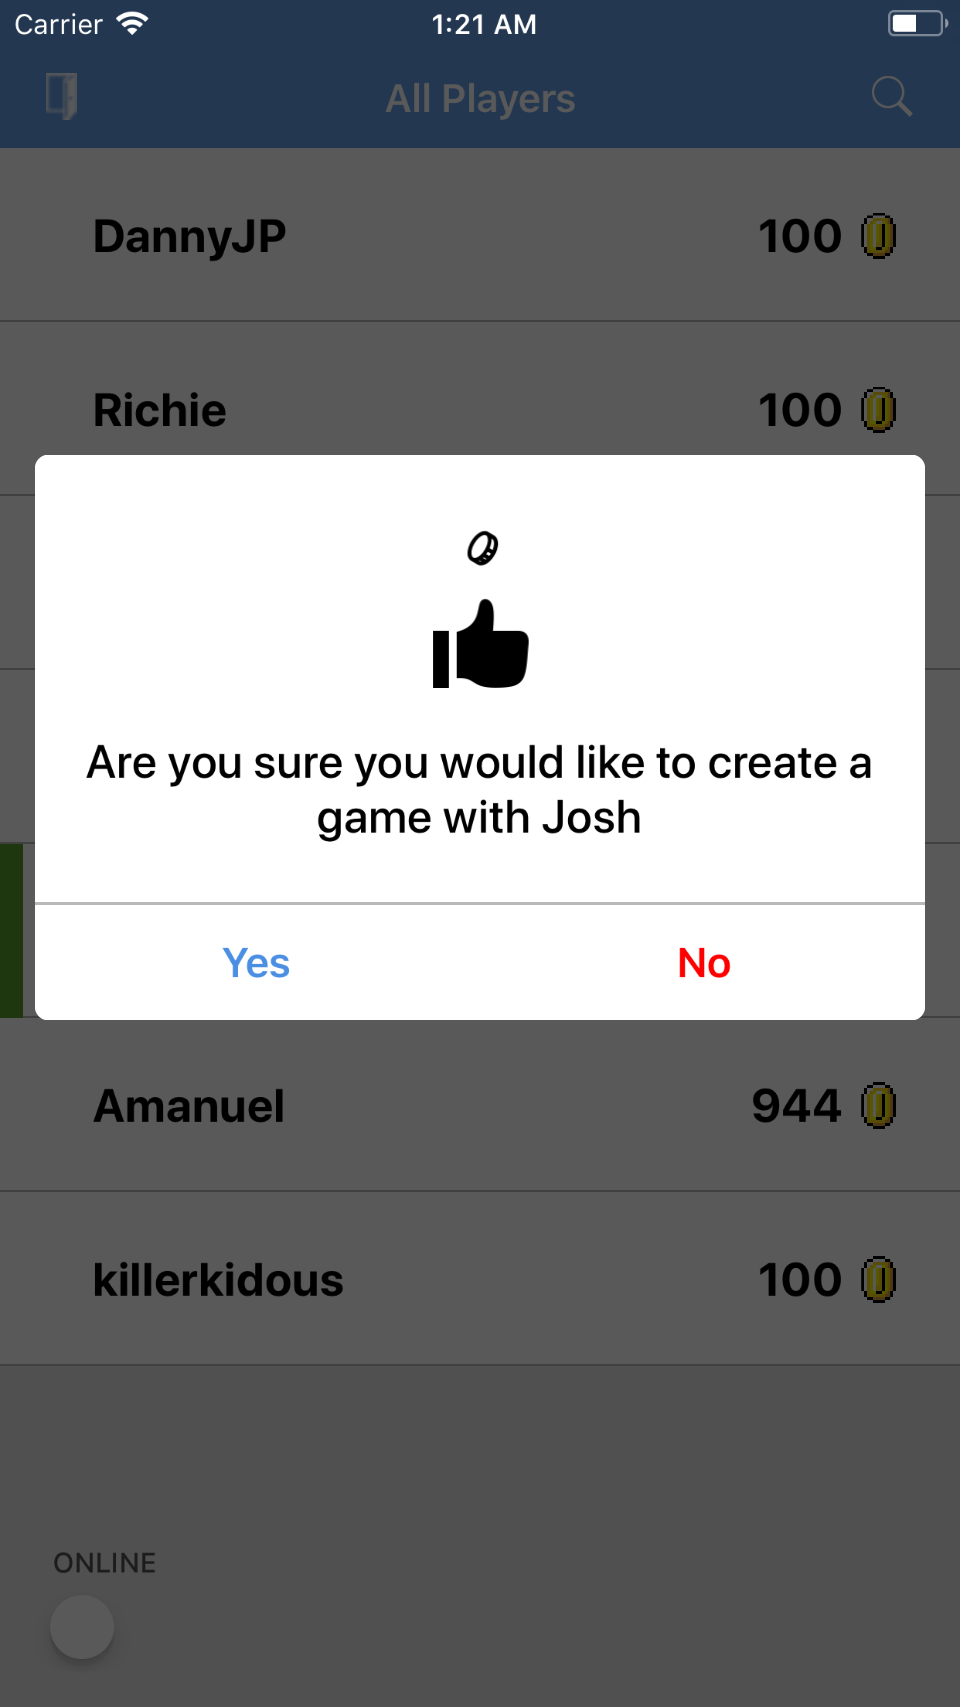 Carrier 1:21 AM
All Players
DannyJP 100
Richie 100
Are you sure you would like to create a
game with Josh
Yes No
Amanuel 944
killerkidous 100
ONLINE